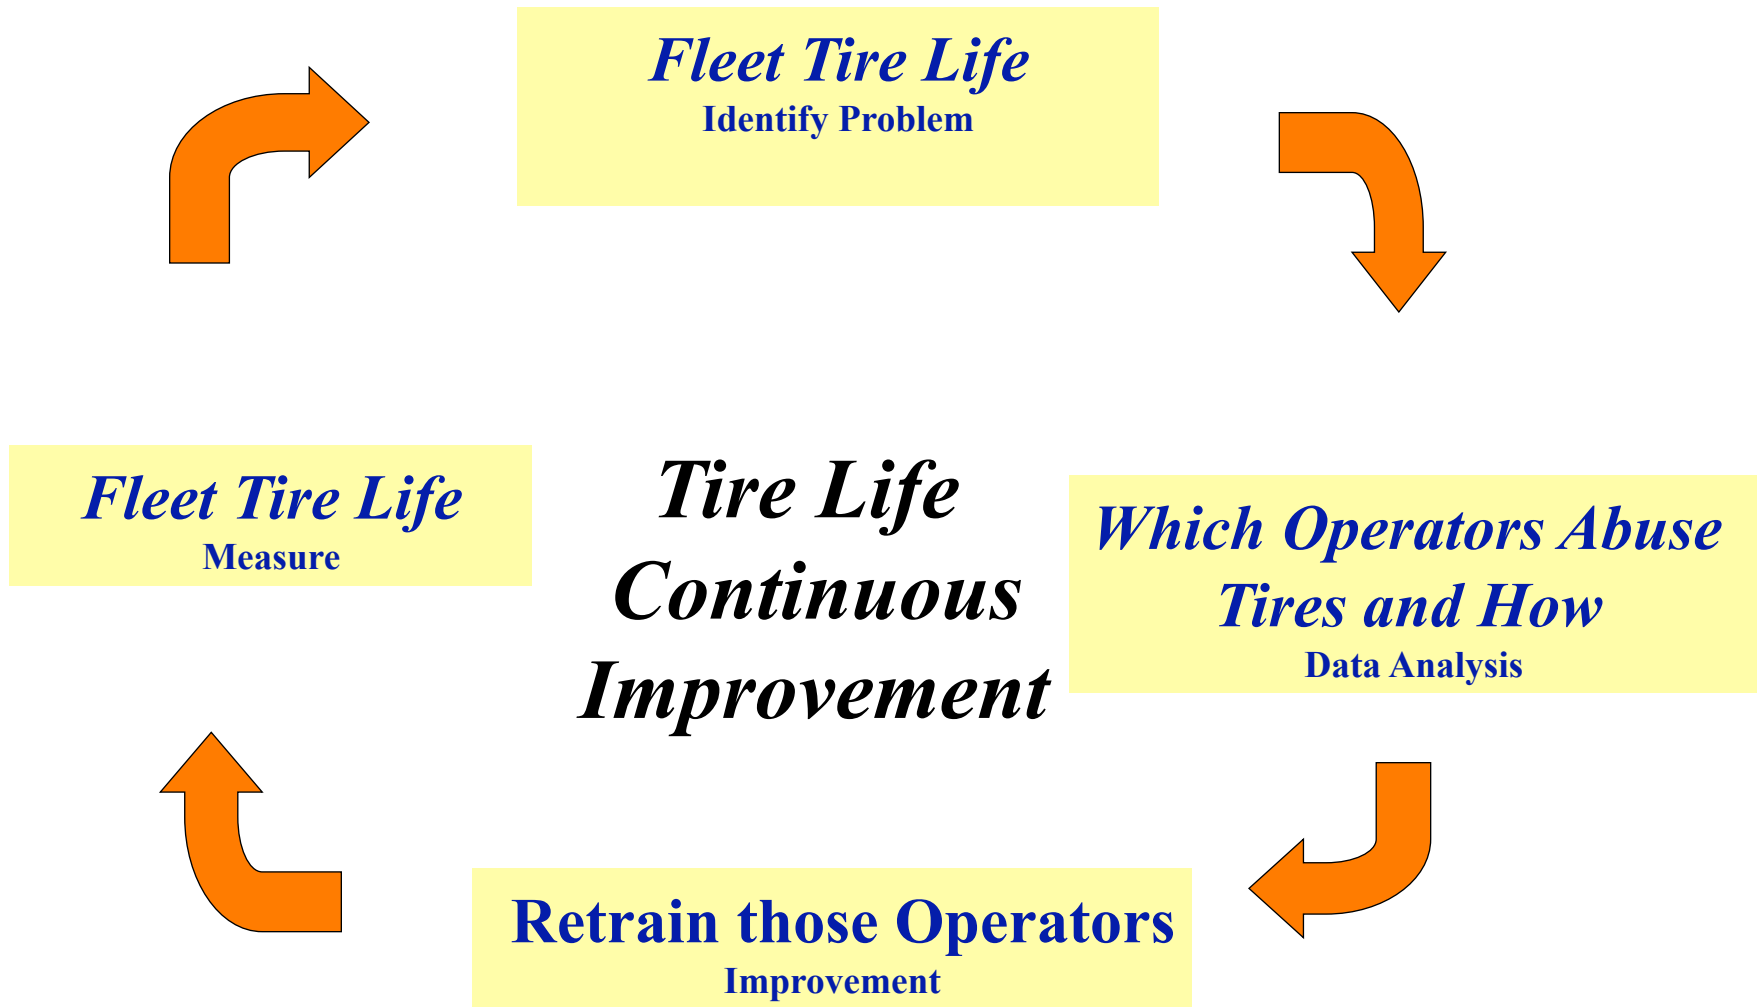 Fleet Tire Life
Identify Problem
Fleet Tire Life
Measure
Tire Life
Continuous
Improvement
Which Operators Abuse
Tires and How
Data Analysis
Retrain those Operators
Improvement